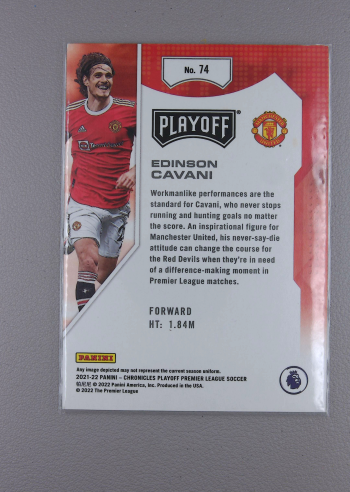 No. 74
PLAYOFF
EDINSON
CAVANI
Workmanlike performances are the
standard for Cavani, who never stops
running and hunting goals no matter
the score. An inspirational figure for
Manchester United, his never-say-die
attitude can change the course for
the Red Devils when they're in need
of a difference-making moment in
Premier League matches.
FORWARD
HT: 1.84M
PANINI
Any image depicted may not represent the current season uniform.
2021-22 PANINI – CHRONICLES PLAYOFF PREMIER LEAGUE SOCCER
帕尼尼 © 2022 Panini America, Inc. Produced in the USA.
© 2022 The Premier League